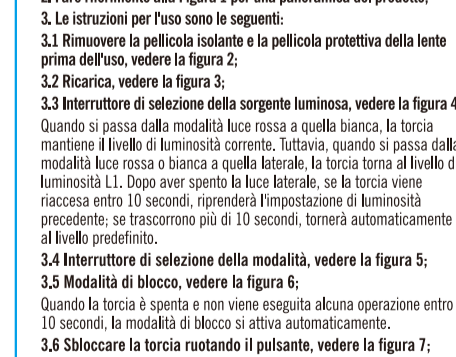 3. Le istruzioni per l'uso sono le seguenti:
3.1 Rimuovere la pellicola isolante e la pellicola protettiva della lente
prima dell'uso, vedere la figura 2;
3.2 Ricarica, vedere la figura 3;
3.3 Interruttore di selezione della sorgente luminosa, vedere la figura 4
Quando si passa dalla modalità luce rossa a quella bianca, la torcia
mantiene il livello di luminosità corrente. Tuttavia, quando si passa dalla
modalità luce rossa o bianca a quella laterale, la torcia torna al livello d
luminosità L1. Dopo aver spento la luce laterale, se la torcia viene
riaccesa entro 10 secondi, riprenderà l'impostazione di luminosità
precedente; se trascorrono più di 10 secondi, tornerà automaticamente
al livello predefinito.
3.4 Interruttore di selezione della modalità, vedere la figura 5;
3.5 Modalità di blocco, vedere la figura 6;
Quando la torcia è spenta e non viene eseguita alcuna operazione entro
10 secondi, la modalità di blocco si attiva automaticamente.
3.6 Sbloccare la torcia ruotando il pulsante, vedere la figura 7;